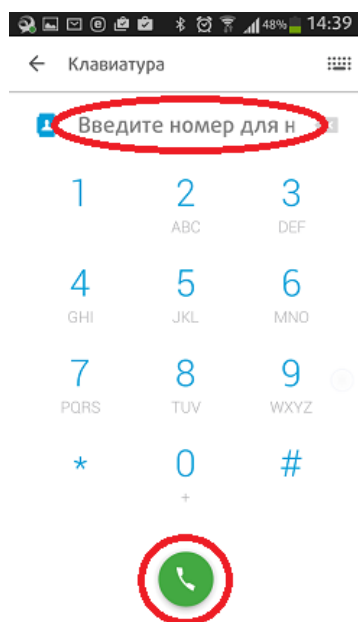 48% 14:39
Клавиатура
Введите номер для н
1 2 3
ABC DEF
4 5 6
GHI JKL MNO
7 8 9
PQRS TUV WXYZ
* 0 #
+